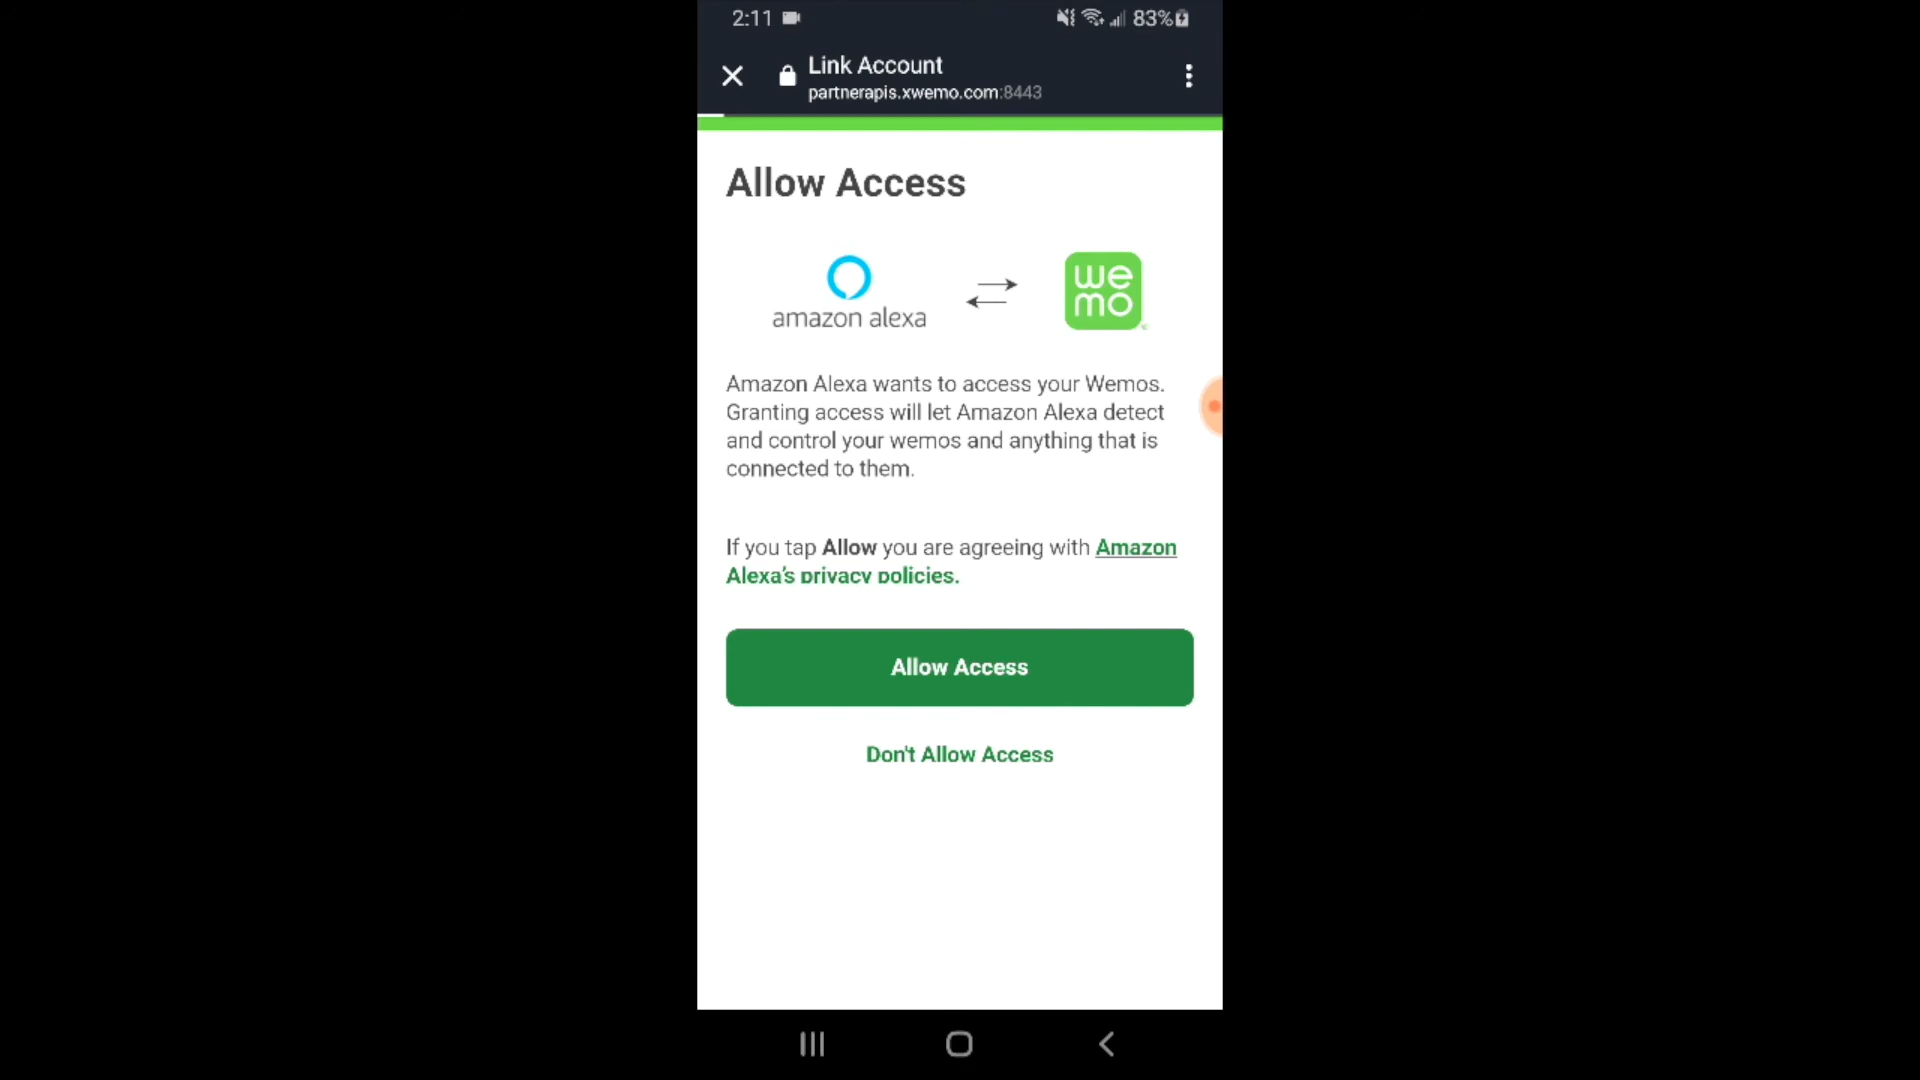 2:11
83%
Link Account
partnerapis.xwemo.com:8443
Allow Access
amazon alexa
we
mo
Amazon Alexa wants to access your Wemos.
Granting access will let Amazon Alexa detect
and control your wemos and anything that is
connected to them.
If you tap Allow you are agreeing with Amazon
Alexa's privacy policies.
Allow Access
Don't Allow Access